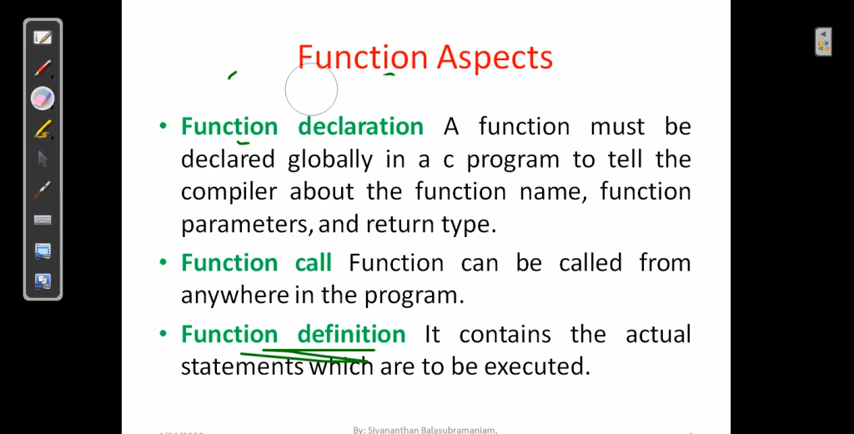 Function Aspects
• Function declaration A function must be
declared globally in a c program to tell the
compiler about the function name, function
parameters, and return type.
• Function call Function can be called from
anywhere in the program.
• Function definition It contains the actual
statements which are to be executed.
By: Sivananthan Balasubramaniam,